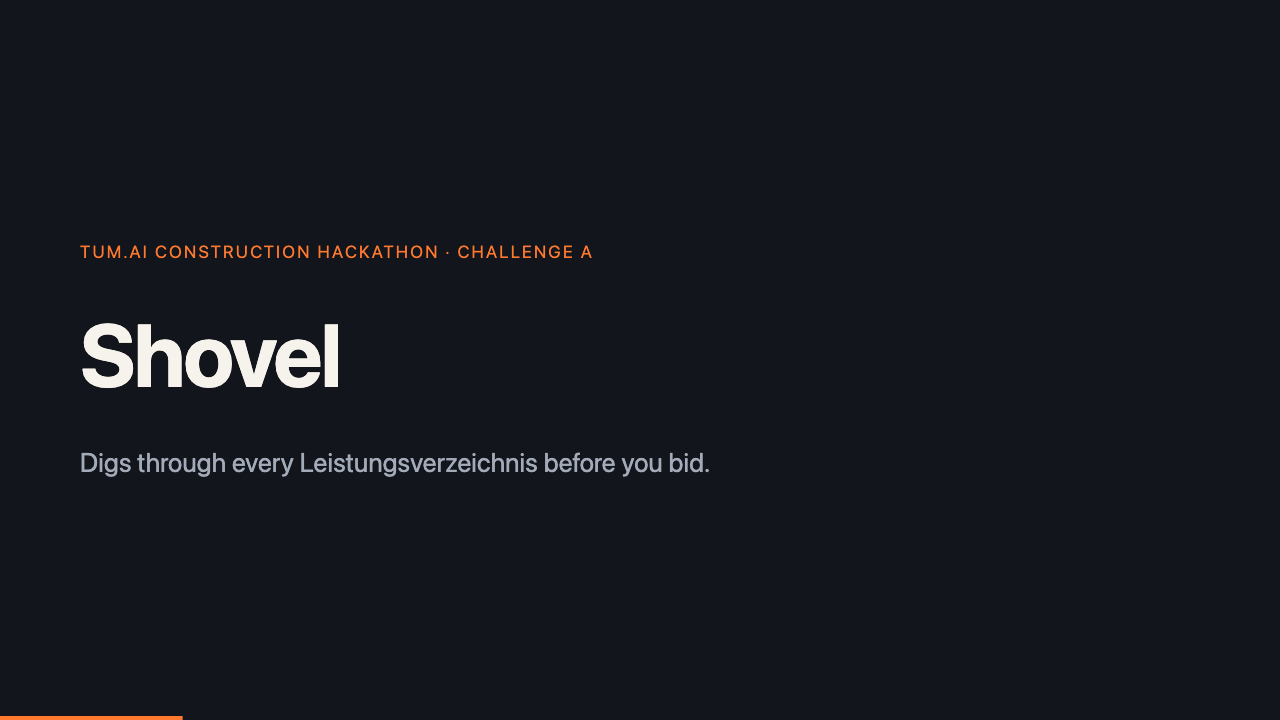 TUM.AI CONSTRUCTION HACKATHON · CHALLENGE A
Shovel
Digs through every Leistungsverzeichnis before you bid.